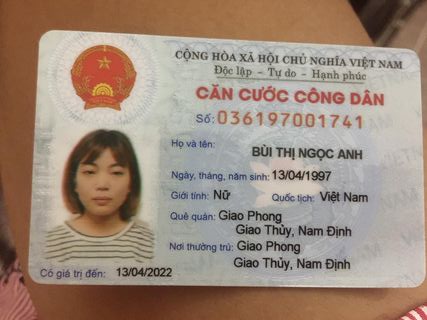 CỘNG HÒA XÃ HỘI CHỦ NGHĨA VIỆT NAM
Độc lập - Tự do - Hạnh phúc
CĂN CƯỚC CÔNG DÂN
Số: 036197001741
Họ và tên:
BÙI THỊ NGỌC ANH
Ngày, tháng, năm sinh: 13/04/1997
Giới tính: Nữ Quốc tịch: Việt Nam
Quê quán: Giao Phong
Giao Thủy, Nam Định
Nơi thường trú: Giao Phong
Giao Thủy, Nam Định
Có giá trị đến: 13/04/2022